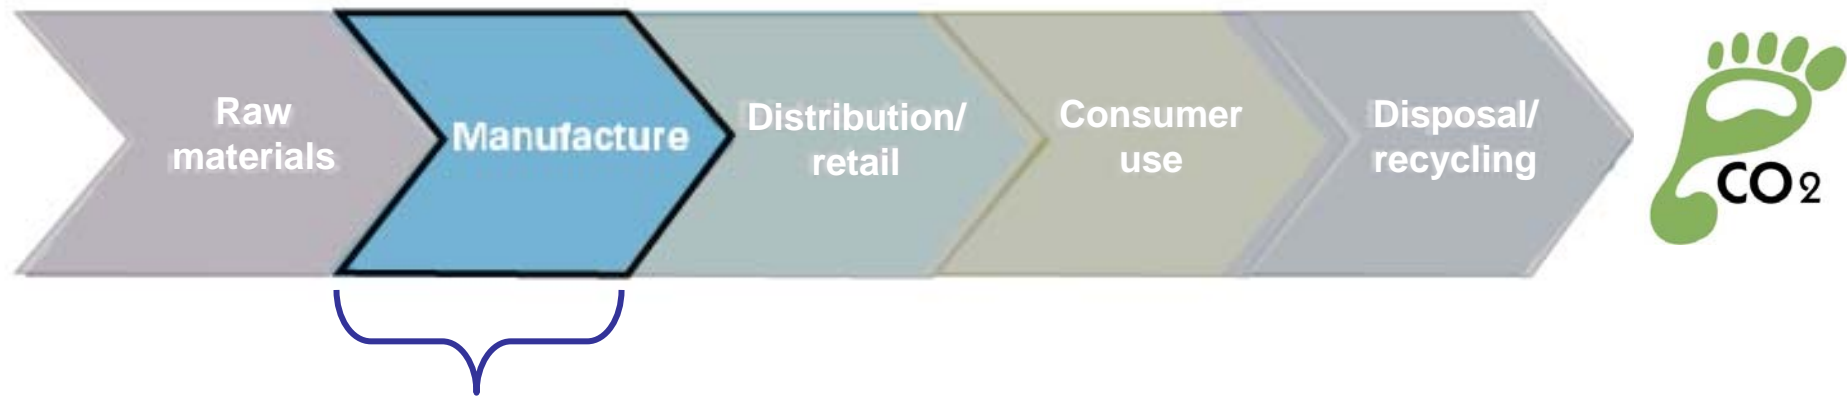 Raw
materials
Manufacture
Distribution/
retail
Consumer
use
Disposal/
recycling
CO2